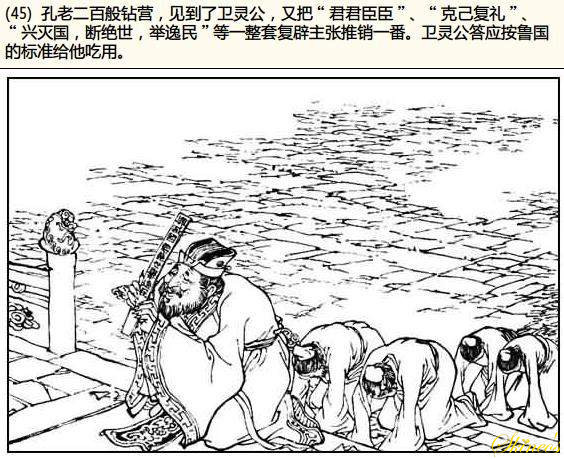 (45) 孔老二百般钻营，见到了卫灵公，又把“君君臣臣”、“克己复礼”、
“兴灭国，断绝世，举逸民”等一整套复辟主张推销一番。卫灵公答应按鲁国
的标准给他吃用。